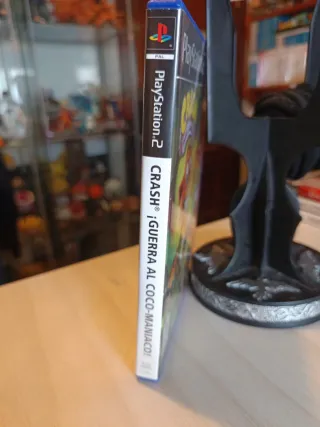 PAL
PlayStation®2
CRASH® ¡GUERRA AL COCO-MANIACO!